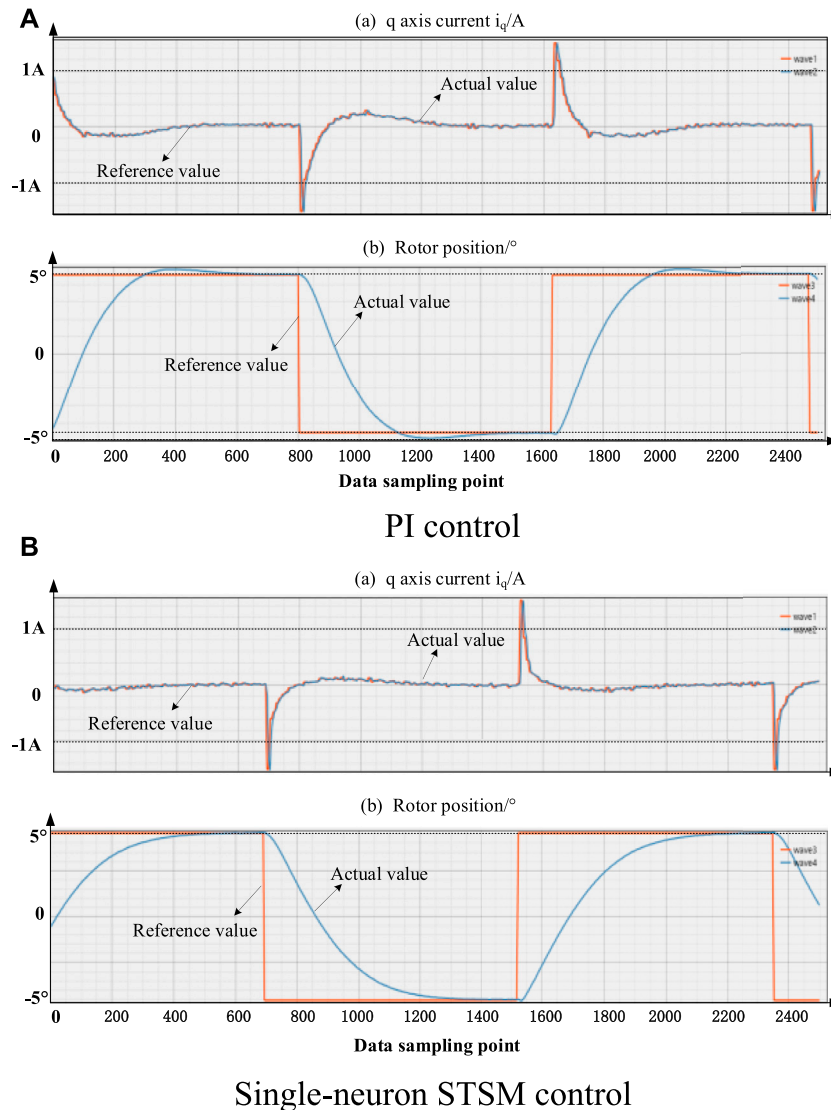 A
(a) q axis current iq/A
1A
wave1
wave2
Actual value
0
Reference value
-1A
(b) Rotor position/°
5°
wave3
wave4
Actual value
0
Reference value
-5°
0 200 400 600 800 1000 1200 1400 1600 1800 2000 2200 2400
Data sampling point
PI control
B
(a) q axis current iq/A
1A
wave1
wave2
Actual value
0
Reference value
-1A
(b) Rotor position/°
5°
wave3
wave4
Actual value
0
Reference value
-5°
0 200 400 600 800 1000 1200 1400 1600 1800 2000 2200 2400
Data sampling point
Single-neuron STSM control